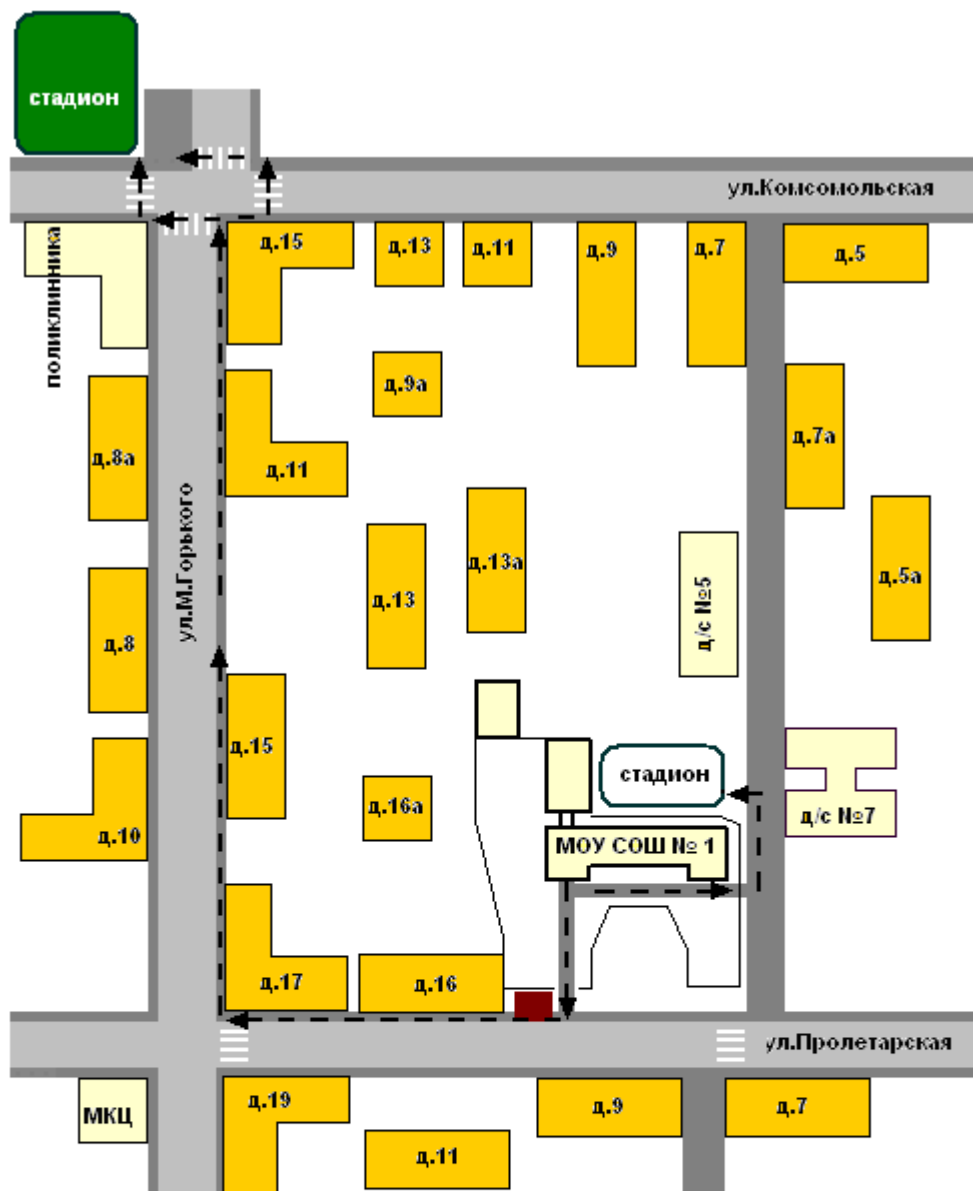 стадион
ул.Комсомольская
д.15
д.13
д.11
д.9
д.7
д.5
поликлинника
д.9а
д.8а
д.11
д.7а
ул.М.Горького
д.13а
д.13
д/с №5
д.5а
д.8
д.15
стадион
д.16а
д.10
д/с №7
МОУ СОШ № 1
д.17
д.16
ул.Пролетарская
МКЦ
д.19
д.9
д.7
д.11